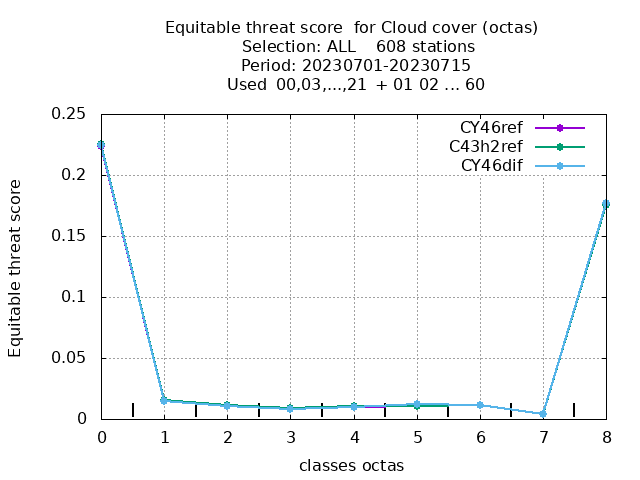 Equitable threat score  for Cloud cover (octas)
Selection: ALL    608 stations
Period: 20230701-20230715
Used  00,03,...,21  + 01 02 ... 60
CY46ref
C43h2ref
CY46dif
0.25
0.2
0.15
0.1
0.05
0
Equitable threat score
0 1 2 3 4 5 6 7 8
classes octas